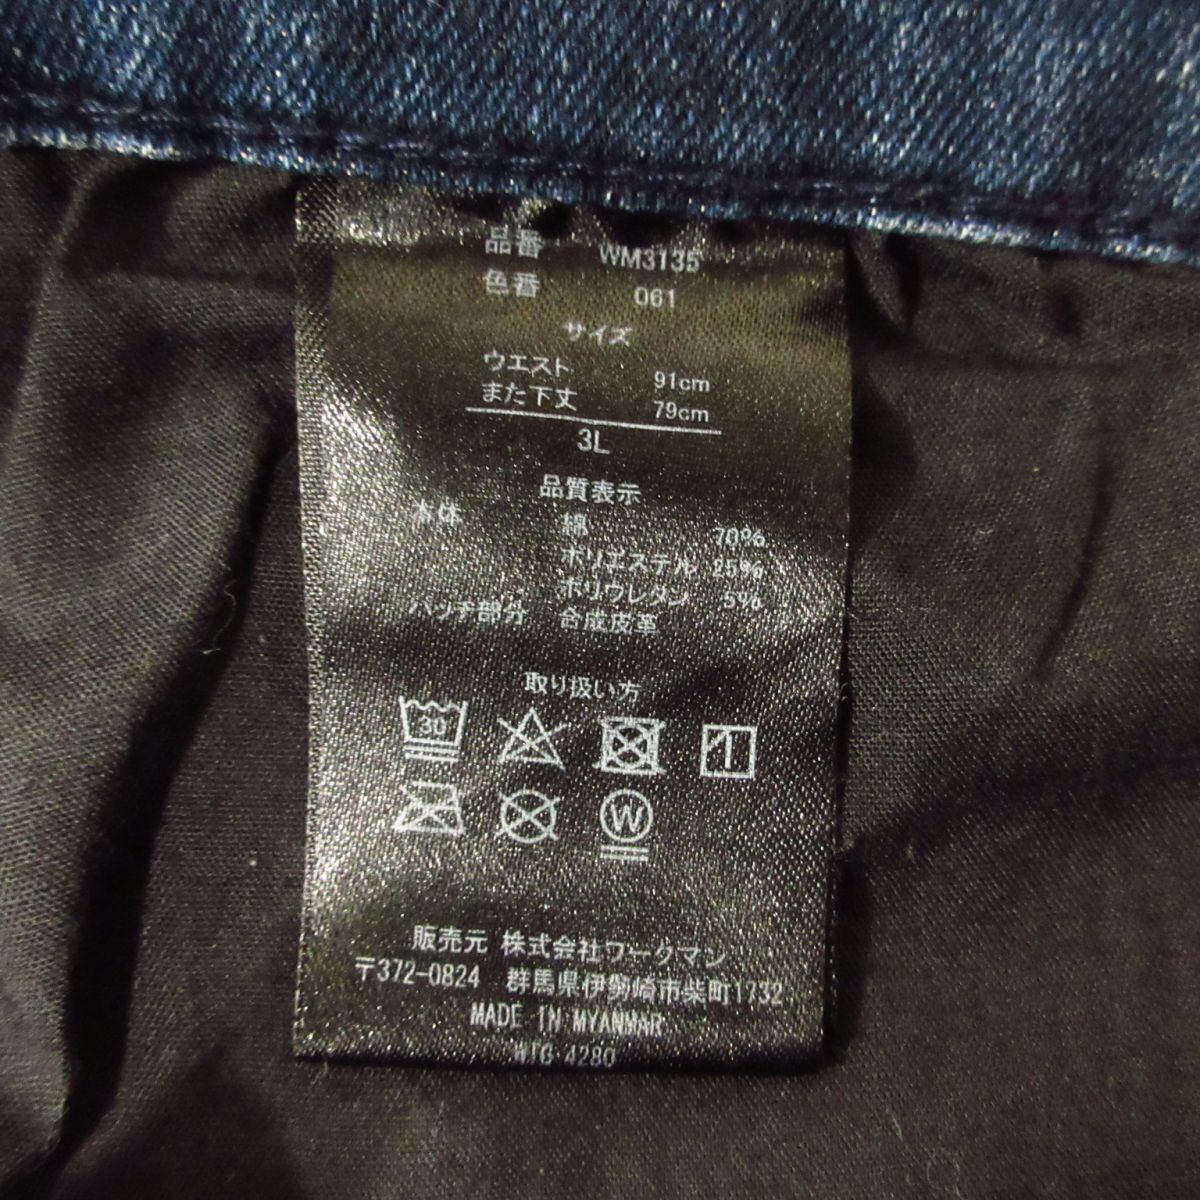 品番 WM3135
色番 061
サイズ
ウエスト 91cm
また下丈 79cm
3L
品質表示
本体 綿 70%
ポリエステル 25%
ポリウレタン 5%
パッチ部分 合成皮革
取り扱い方
30
W
販売元 株式会社ワークマン
〒372-0824 群馬県伊勢崎市柴町1732
MADE IN MYANMAR
4280